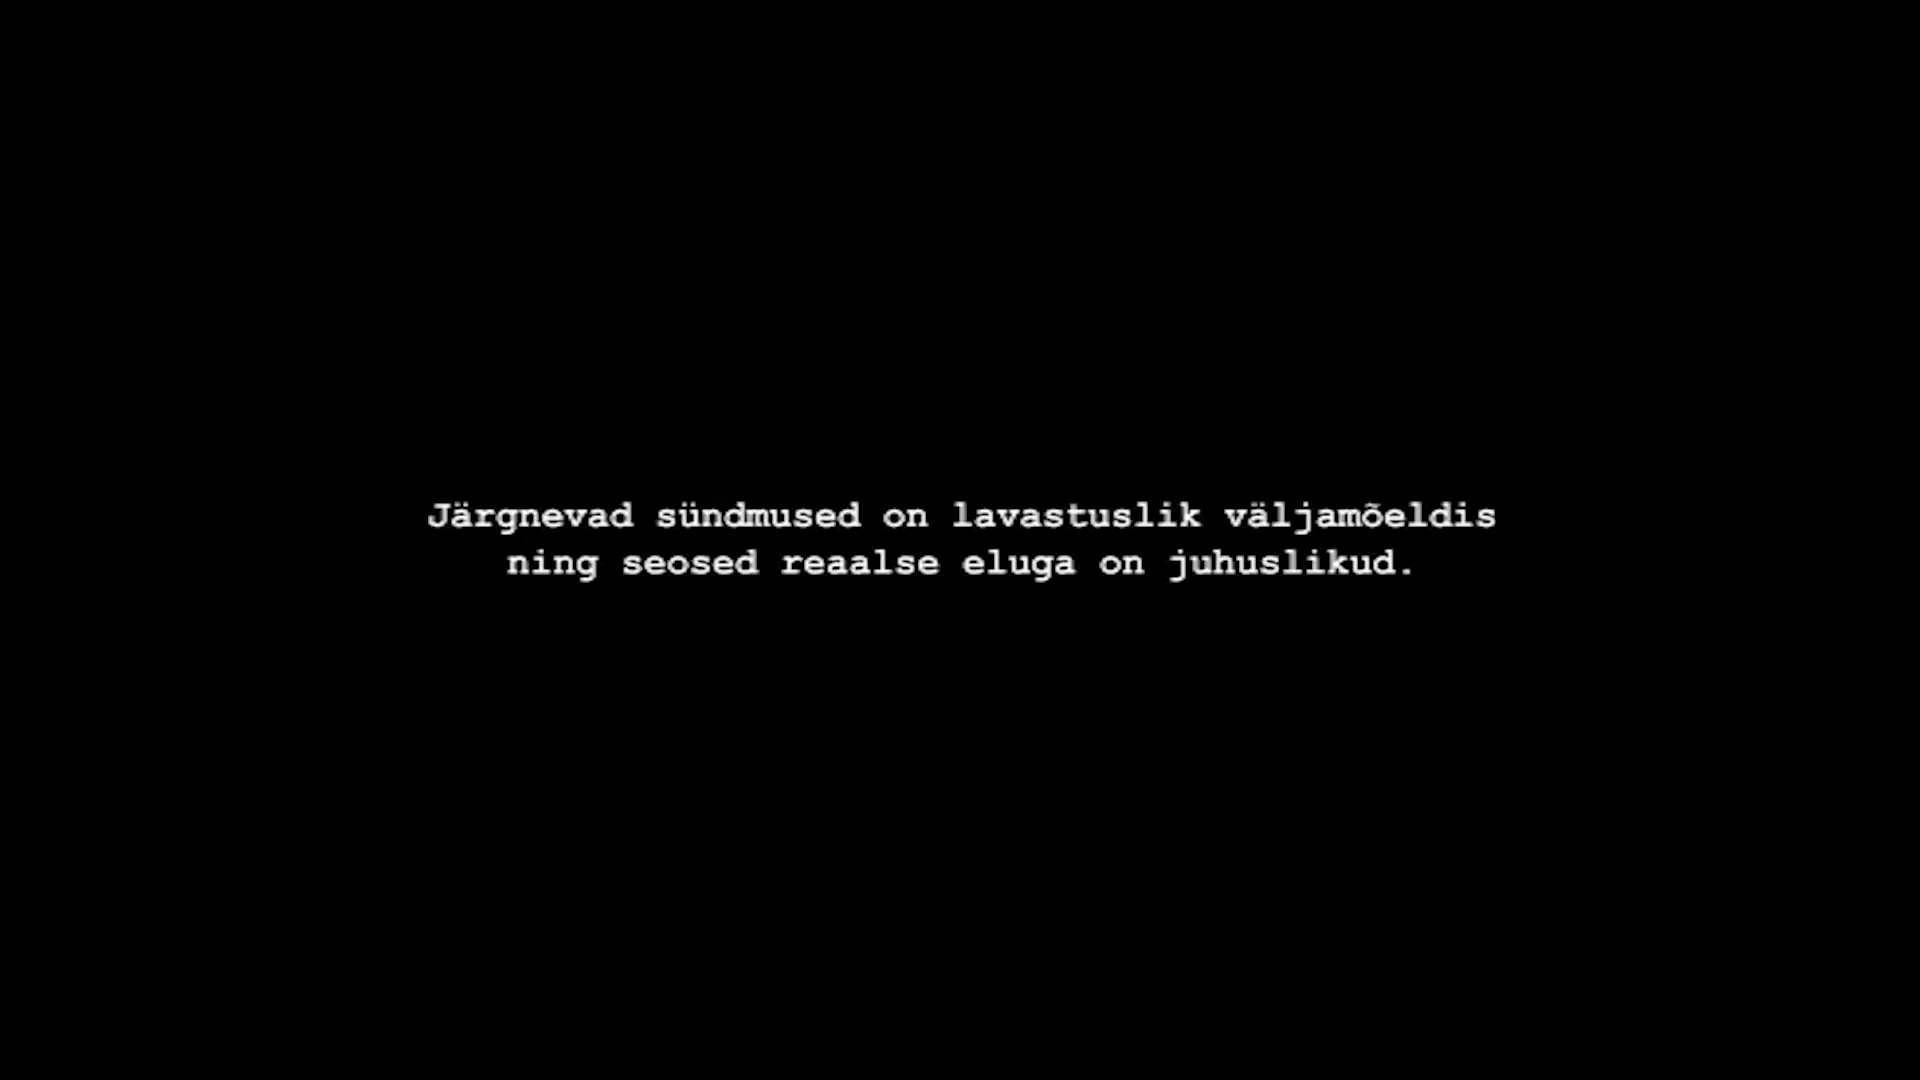 Järgnevad sündmused on lavastuslik väljamõeldis
ning seosed reaalse eluga on juhuslikud.